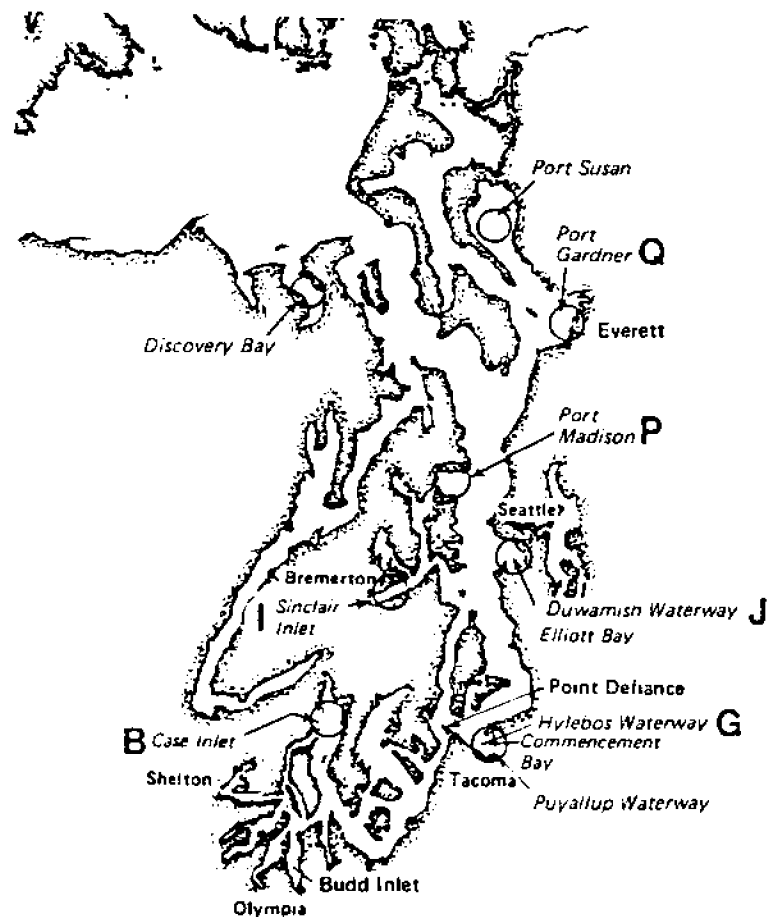 Port Susan
Port
Gardner Q
Everett
Discovery Bay
Port
Madison P
Seattle
Bremerton
I Sinclair
Inlet
Duwamish Waterway J
Elliott Bay
Point Defiance
B Case Inlet
Hylebos Waterway G
Commencement
Bay
Shelton
Tacoma
Puyallup Waterway
Budd Inlet
Olympia